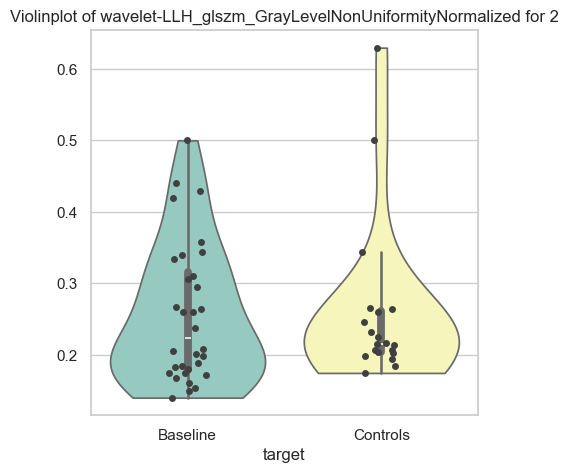 Violinplot of wavelet-LLH_glszm_GrayLevelNonUniformityNormalized for 2
0.6
0.5
0.4
0.3
0.2
Baseline Controls
target